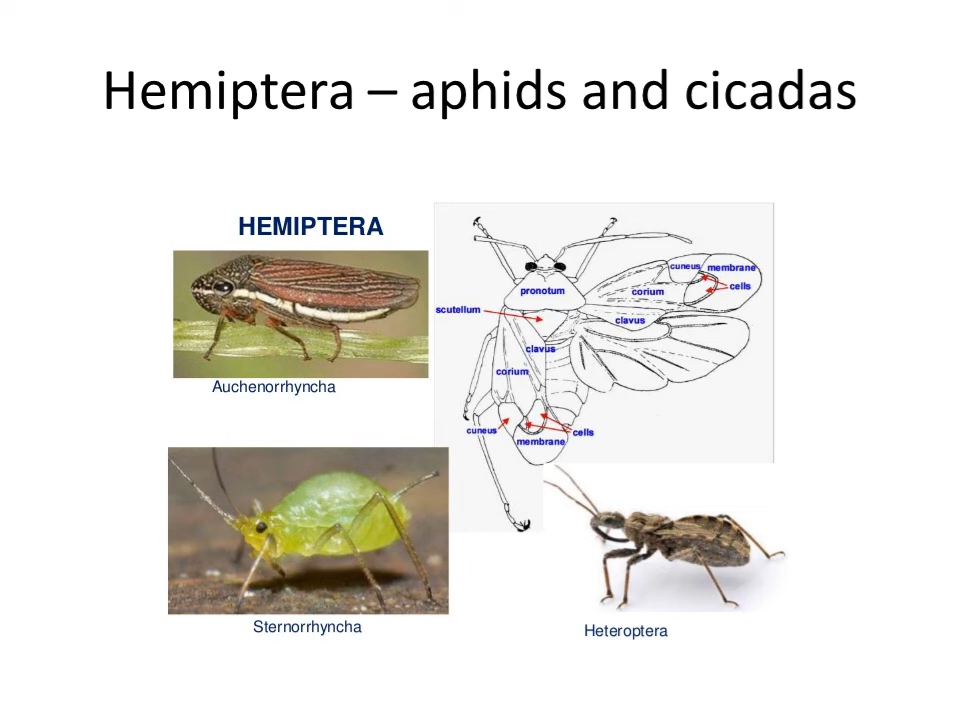 Hemiptera – aphids and cicadas
HEMIPTERA
Auchenorrhyncha
pronotum
scutellum
cuneus
membrane
cells
corium
clavus
clavus
corium
cuneus
cells
membrane
Sternorrhyncha
Heteroptera